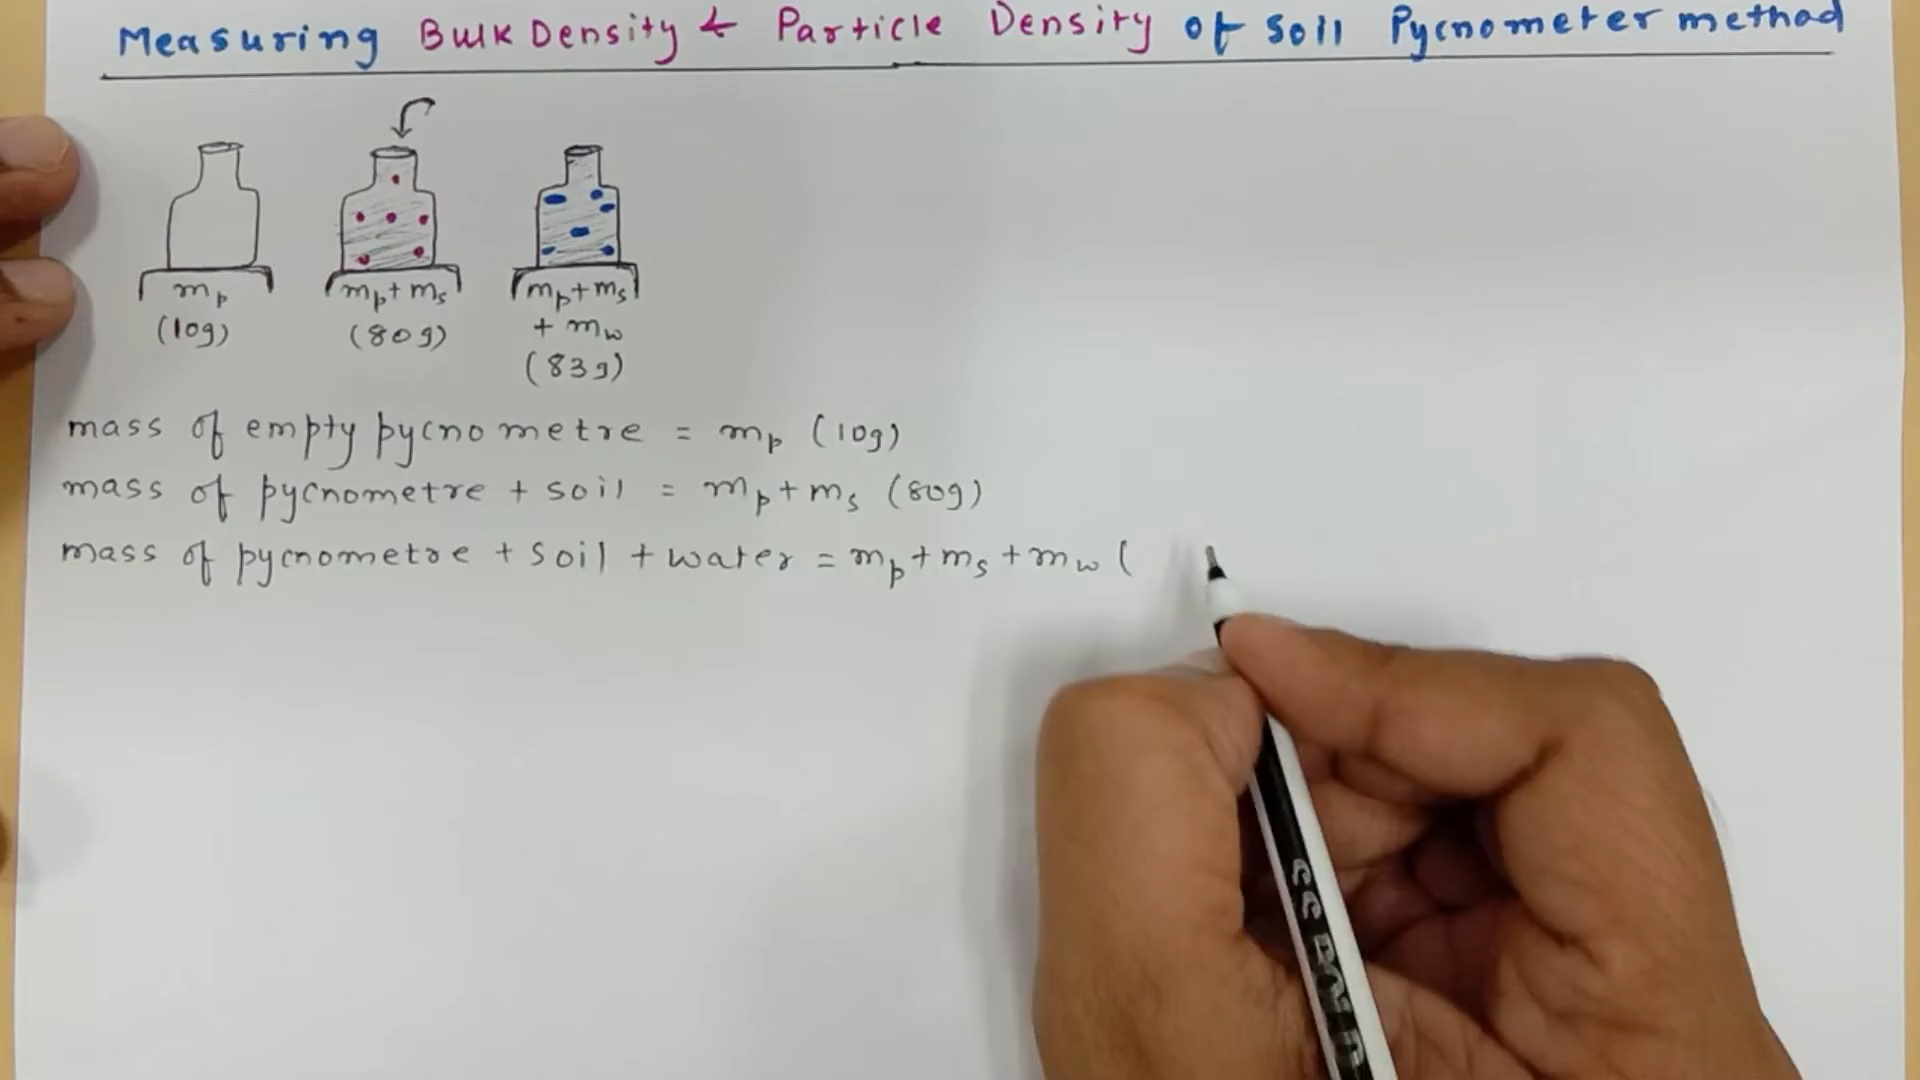 Measuring Bulk Density & Particle Density of Soil Pycnometer method
mp
(10g)
mp+ms
(80g)
mp+ms
+ mw
(83g)
mass of empty pycnometre = mp (10g)
mass of pycnometre + soil = mp+ms (80g)
mass of pycnometre + soil + water = mp+ms+mw (